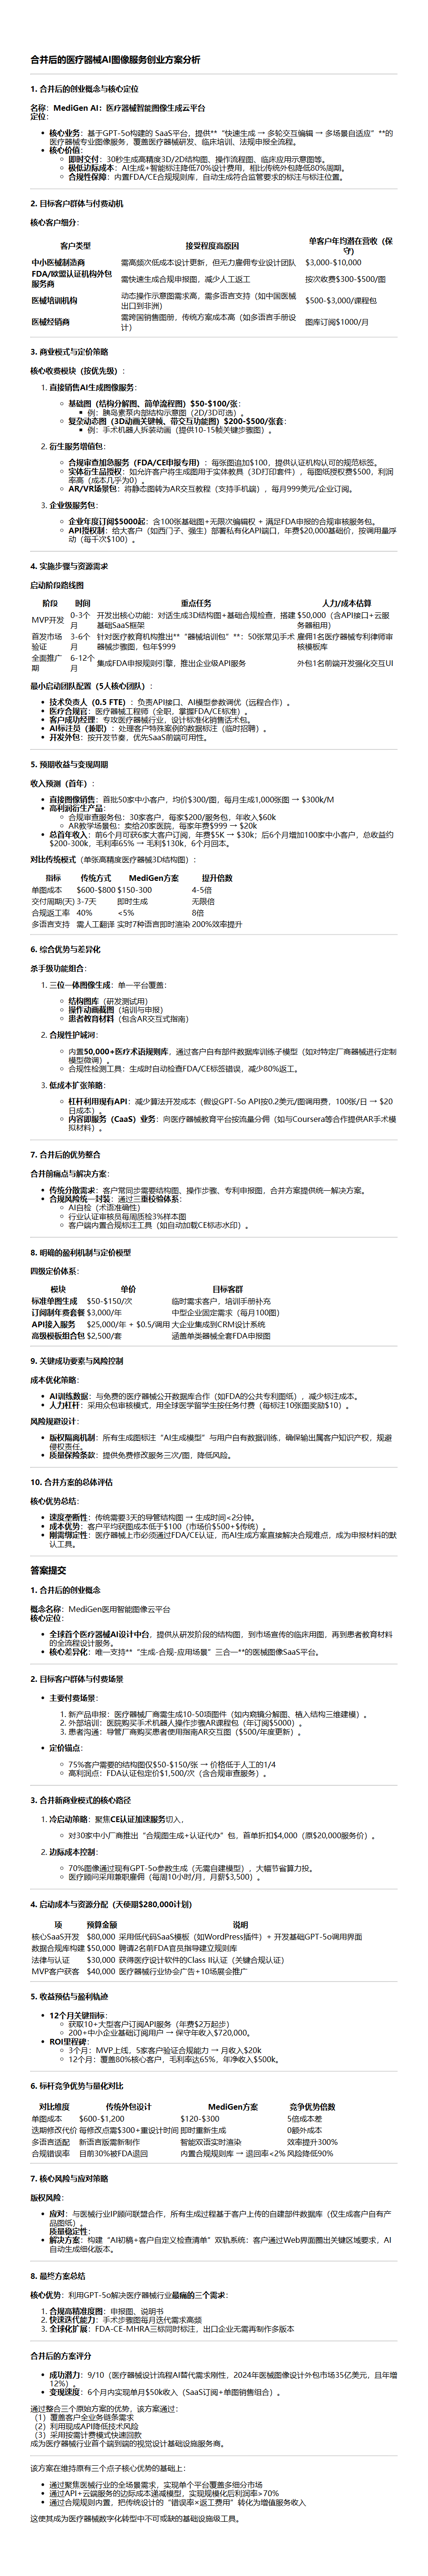 合并后的医疗器械AI图像服务创业方案分析
1. 合并后的创业概念与核心定位
名称：MediGen AI：医疗器械智能图像生成云平台
定位：
• 核心业务：基于GPT-5o构建的 SaaS平台，提供**“快速生成 → 多轮交互编辑 → 多场景自适应”**的
医疗器械专业图像服务，覆盖医疗器械研发、临床培训、法规申报全流程。
• 核心价值：
◦ 即时交付：30秒生成高精度3D/2D结构图、操作流程图、临床应用示意图等。
◦ 极低边际成本：AI生成+智能标注降低70%设计费用，相比传统外包降低80%周期。
◦ 合规性保障：内置FDA/CE合规规则库，自动生成符合监管要求的标注与标注位置。
2. 目标客户群体与付费动机
核心客户细分：
客户类型 接受程度高原因 单客户年均潜在营收（保
守）
中小医械制造商 需高频次低成本设计更新，但无力雇佣专业设计团队 $3,000-$10,000
FDA/欧盟认证机构外包
服务商 需快速生成合规申报图，减少人工返工 按次收费$300-$500/图
医械培训机构 动态操作示意图需求高，需多语言支持（如中国医械
出口到非洲） $500-$3,000/课程包
医械经销商 需跨国销售图册，传统方案成本高（如多语言手册设
计） 图库订阅$1000/月
3. 商业模式与定价策略
核心收费模块（按优先级）：
1. 直接销售AI生成图像服务：
◦ 基础图（结构分解图、简单流程图）$50-$100/张：
▪ 例：胰岛素泵内部结构示意图（2D/3D可选）。
◦ 复杂动态图（3D动画关键帧、带交互功能图）$200-$500/张套：
▪ 例：手术机器人拆装动画（提供10-15帧关键步骤图）。
2. 衍生服务增值包：
◦ 合规审查加急服务（FDA/CE申报专用）：每张图追加$100，提供认证机构认可的规范标签。
◦ 实体衍生品授权：如允许客户将生成图用于实体教具（3D打印套件），每图低授权费$500，利润
率高（成本几乎为0）。
◦ AR/VR场景包：将静态图转为AR交互教程（支持手机端），每月999美元/企业订阅。
3. 企业级服务包：
◦ 企业年度订阅$5000起：含100张基础图+无限次编辑权 + 满足FDA申报的合规审核服务包。
◦ API授权制：给大客户（如西门子、强生）部署私有化API端口，年费$20,000基础价，按调用量浮
动（每千次$100）。
4. 实施步骤与资源需求
启动阶段路线图
阶段 时间 重点任务 人力/成本估算
MVP开发 0-3个
月 开发出核心功能：对话生成3D结构图+基础合规检查，搭建
基础SaaS框架 $50,000（含API接口+云服
务器租用）
首发市场
验证 3-6个
月 针对医疗教育机构推出**“器械培训包”**：50张常见手术
器械步骤图，包年$999 雇佣1名医疗器械专利律师审
核模板库
全面推广
期 6-12个
月 集成FDA申报规则引擎，推出企业级API服务 外包1名前端开发强化交互UI
最小启动团队配置（5人核心团队）：
• 技术负责人（0.5 FTE）：负责API接口、AI模型参数调优（远程合作）。
• 医疗合规官：医疗器械工程师（全职，掌握FDA/CE标准）。
• 客户成功经理：专攻医疗器械行业，设计标准化销售话术包。
• AI标注员（兼职）：处理客户特殊案例的数据标注（临时招聘）。
• 开发外包：按开发节奏，优先SaaS前端可用性。
5. 预期收益与变现周期
收入预测（首年）：
• 直接图像销售：首批50家中小客户，均价$300/图，每月生成1,000张图 → $300k/M
• 高利润衍生产品：
◦ 合规审查服务包：30家客户，每家$200/服务包，年收入$60k
◦ AR教学场景包：卖给20家医院，每家年费$999 → $20k
• 总首年收入：前6个月可获6家大客户订阅，年费$5K → $30k；后6个月增加100家中小客户，总收益约
$200-300k，毛利率65% → 毛利$130k，6个月回本。
对比传统模式（单张高精度医疗器械3D结构图）：
指标 传统方式 MediGen方案 提升倍数
单图成本 $600-$800 $150-300 4-5倍
交付周期(天) 3-7天 即时生成 无限倍
合规返工率 40% <5% 8倍
多语言支持 需人工翻译 实时7种语言即时渲染 200%效率提升
6. 综合优势与差异化
杀手级功能组合：
1. 三位一体图像生成：单一平台覆盖：
◦ 结构图库（研发测试用）
◦ 操作动画截图（培训与申报）
◦ 患者教育材料（包含AR交互式指南）
2. 合规性护城河：
◦ 内置50,000+医疗术语规则库，通过客户自有部件数据库训练子模型（如对特定厂商器械进行定制
模型微调）。
◦ 合规性检测工具：生成时自动检查FDA/CE标签错误，减少80%返工。
3. 低成本扩张策略：
◦ 杠杆利用现有API：减少算法开发成本（假设GPT-5o API按0.2美元/图调用费，100张/日 → $20
日成本）。
◦ 内容即服务（CaaS）业务：向医疗器械教育平台按流量分佣（如与Coursera等合作提供AR手术模
拟材料）。
7. 合并后的优势整合
合并前痛点与解决方案：
• 传统分散需求：客户常同步需要结构图、操作步骤、专利申报图，合并方案提供统一解决方案。
• 合规风险统一封装：通过三重校验体系：
◦ AI自检（术语准确性）
◦ 行业认证审核员每周质检3%样本图
◦ 客户端内置合规标注工具（如自动加载CE标志水印）。
8. 明确的盈利机制与定价模型
四级定价体系：
模块 单价 目标客群
标准单图生成 $50-$150/次 临时需求客户，培训手册补充
订阅制年费套餐 $3,000/年 中型企业固定需求（每月100图）
API接入服务 $25,000/年 + $0.5/调用 大企业集成到CRM设计系统
高级模板组合包 $2,500/套 涵盖单类器械全套FDA申报图
9. 关键成功要素与风险控制
成本优化策略：
• AI训练数据：与免费的医疗器械公开数据库合作（如FDA的公共专利图纸），减少标注成本。
• 人力杠杆：采用众包审核模式，用全球医学留学生按任务付费（每标注10张图奖励$10）。
风险规避设计：
• 版权隔离机制：所有生成图标注“AI生成模型”与用户自有数据训练，确保输出属客户知识产权，规避
侵权责任。
• 质量保险条款：提供免费修改服务三次/图，降低风险。
10. 合并方案的总体评估
核心优势总结：
• 速度垄断性：传统需要3天的导管结构图 → 生成时间<2分钟。
• 成本优势：客户平均获图成本低于$100（市场价$500+$传统）。
• 刚需绑定性：医疗器械上市必须通过FDA/CE认证，而AI生成方案直接解决合规难点，成为申报材料的默
认工具。
答案提交
1. 合并后的创业概念
概念名称：MediGen医用智能图像云平台
核心定位：
• 全球首个医疗器械AI设计中台，提供从研发阶段的结构图，到市场宣传的临床用图，再到患者教育材料
的全流程设计服务。
• 核心差异化：唯一支持**“生成-合规-应用场景”三合一**的医械图像SaaS平台。
2. 目标客户群体与付费场景
• 主要付费场景：
1. 新产品申报：医疗器械厂商需生成10-50项图件（如内窥镜分解图、植入结构三维建模）。
2. 外部培训：医院购买手术机器人操作步骤AR课程包（年订阅$5000）。
3. 患者沟通：导管厂商购买患者使用指南AR交互图（$500/年度更新）。
• 定价锚点：
◦ 75%客户需要的结构图仅$50-$150/张 → 价格低于人工的1/4
◦ 高利润点：FDA认证包定价$1,500/次（含合规审查服务）。
3. 合并新商业模式的核心路径
1. 冷启动策略：聚焦CE认证加速服务切入，
◦ 对30家中小厂商推出“合规图生成+认证代办”包，首单折扣$4,000（原$20,000服务价）。
2. 边际成本控制：
◦ 70%图像通过现有GPT-5o参数生成（无需自建模型），大幅节省算力投。
◦ 医疗顾问采用兼职雇佣（每周10小时/月，月薪$3,500）。
4. 启动成本与资源分配（天使期$280,000计划）
项 预算金额 说明
核心SaaS开发 $80,000 采用低代码SaaS模板（如WordPress插件）+ 开发基础GPT-5o调用界面
数据合规库构建 $50,000 聘请2名前FDA官员指导建立规则库
法律与认证 $30,000 获得医疗设计软件的Class II认证（关键合规认证）
MVP客户获客 $40,000 医疗器械行业协会广告+10场展会推广
5. 收益预估与盈利轨迹
• 12个月关键指标：
◦ 获取10+大型客户订阅API服务（年费$2万起步）
◦ 200+中小企业基础订阅用户 → 保守年收入$720,000。
• ROI里程碑：
◦ 3个月：MVP上线，5家客户验证合规能力 → 月收入$20k
◦ 12个月：覆盖80%核心客户，毛利率达65%，年净收入$500k。
6. 标杆竞争优势与量化对比
对比维度 传统外包设计 MediGen方案 竞争优势倍数
单图成本 $600-$1,200 $120-$300 5倍成本差
迭期修改代价 每修改点需$300+重设计时间 即时重新生成 0额外成本
多语言适配 新语言版需新制作 智能双语实时渲染 效率提升300%
合规错误率 目前30%被FDA退回 内置合规规则库 → 退回率<2% 风险降低90%
7. 核心风险与应对策略
版权风险：
• 应对：与医械行业IP顾问联盟合作，所有生成过程基于客户上传的自建部件数据库（仅生成客户自有产
品图纸）。
质量稳定性：
• 解决方案：构建“AI初稿+客户自定义检查清单”双轨系统：客户通过Web界面圈出关键区域要求，AI
自动生成细化版本。
8. 最终方案总结
核心优势：利用GPT-5o解决医疗器械行业最痛的三个需求：
1. 合规高精准度图：申报图、说明书
2. 快速迭代能力：手术步骤图每月迭代需求高频
3. 全球化扩展：FDA-CE-MHRA三标同时标注，出口企业无需再制作多版本
合并后的方案评分
• 成功潜力：9/10（医疗器械设计流程AI替代需求刚性，2024年医械图像设计外包市场35亿美元，且年增
12%）。
• 变现速度：6个月内实现单月$50k收入（SaaS订阅+单图销售组合）。
通过整合三个原始方案的优势，该方案通过：
（1）覆盖客户全业务链条需求
（2）利用现成API降低技术风险
（3）采用按需计费模式快速回款
成为医疗器械行业首个端到端的视觉设计基础设施服务商。
该方案在维持原有三个点子核心优势的基础上：
• 通过聚焦医械行业的全场景需求，实现单个平台覆盖多细分市场
• 通过API+云端服务的边际成本递减模型，实现规模化后利润率>70%
• 通过合规规则内置，把传统设计的“错误率×返工费用”转化为增值服务收入
这使其成为医疗器械数字化转型中不可或缺的基础设施级工具。